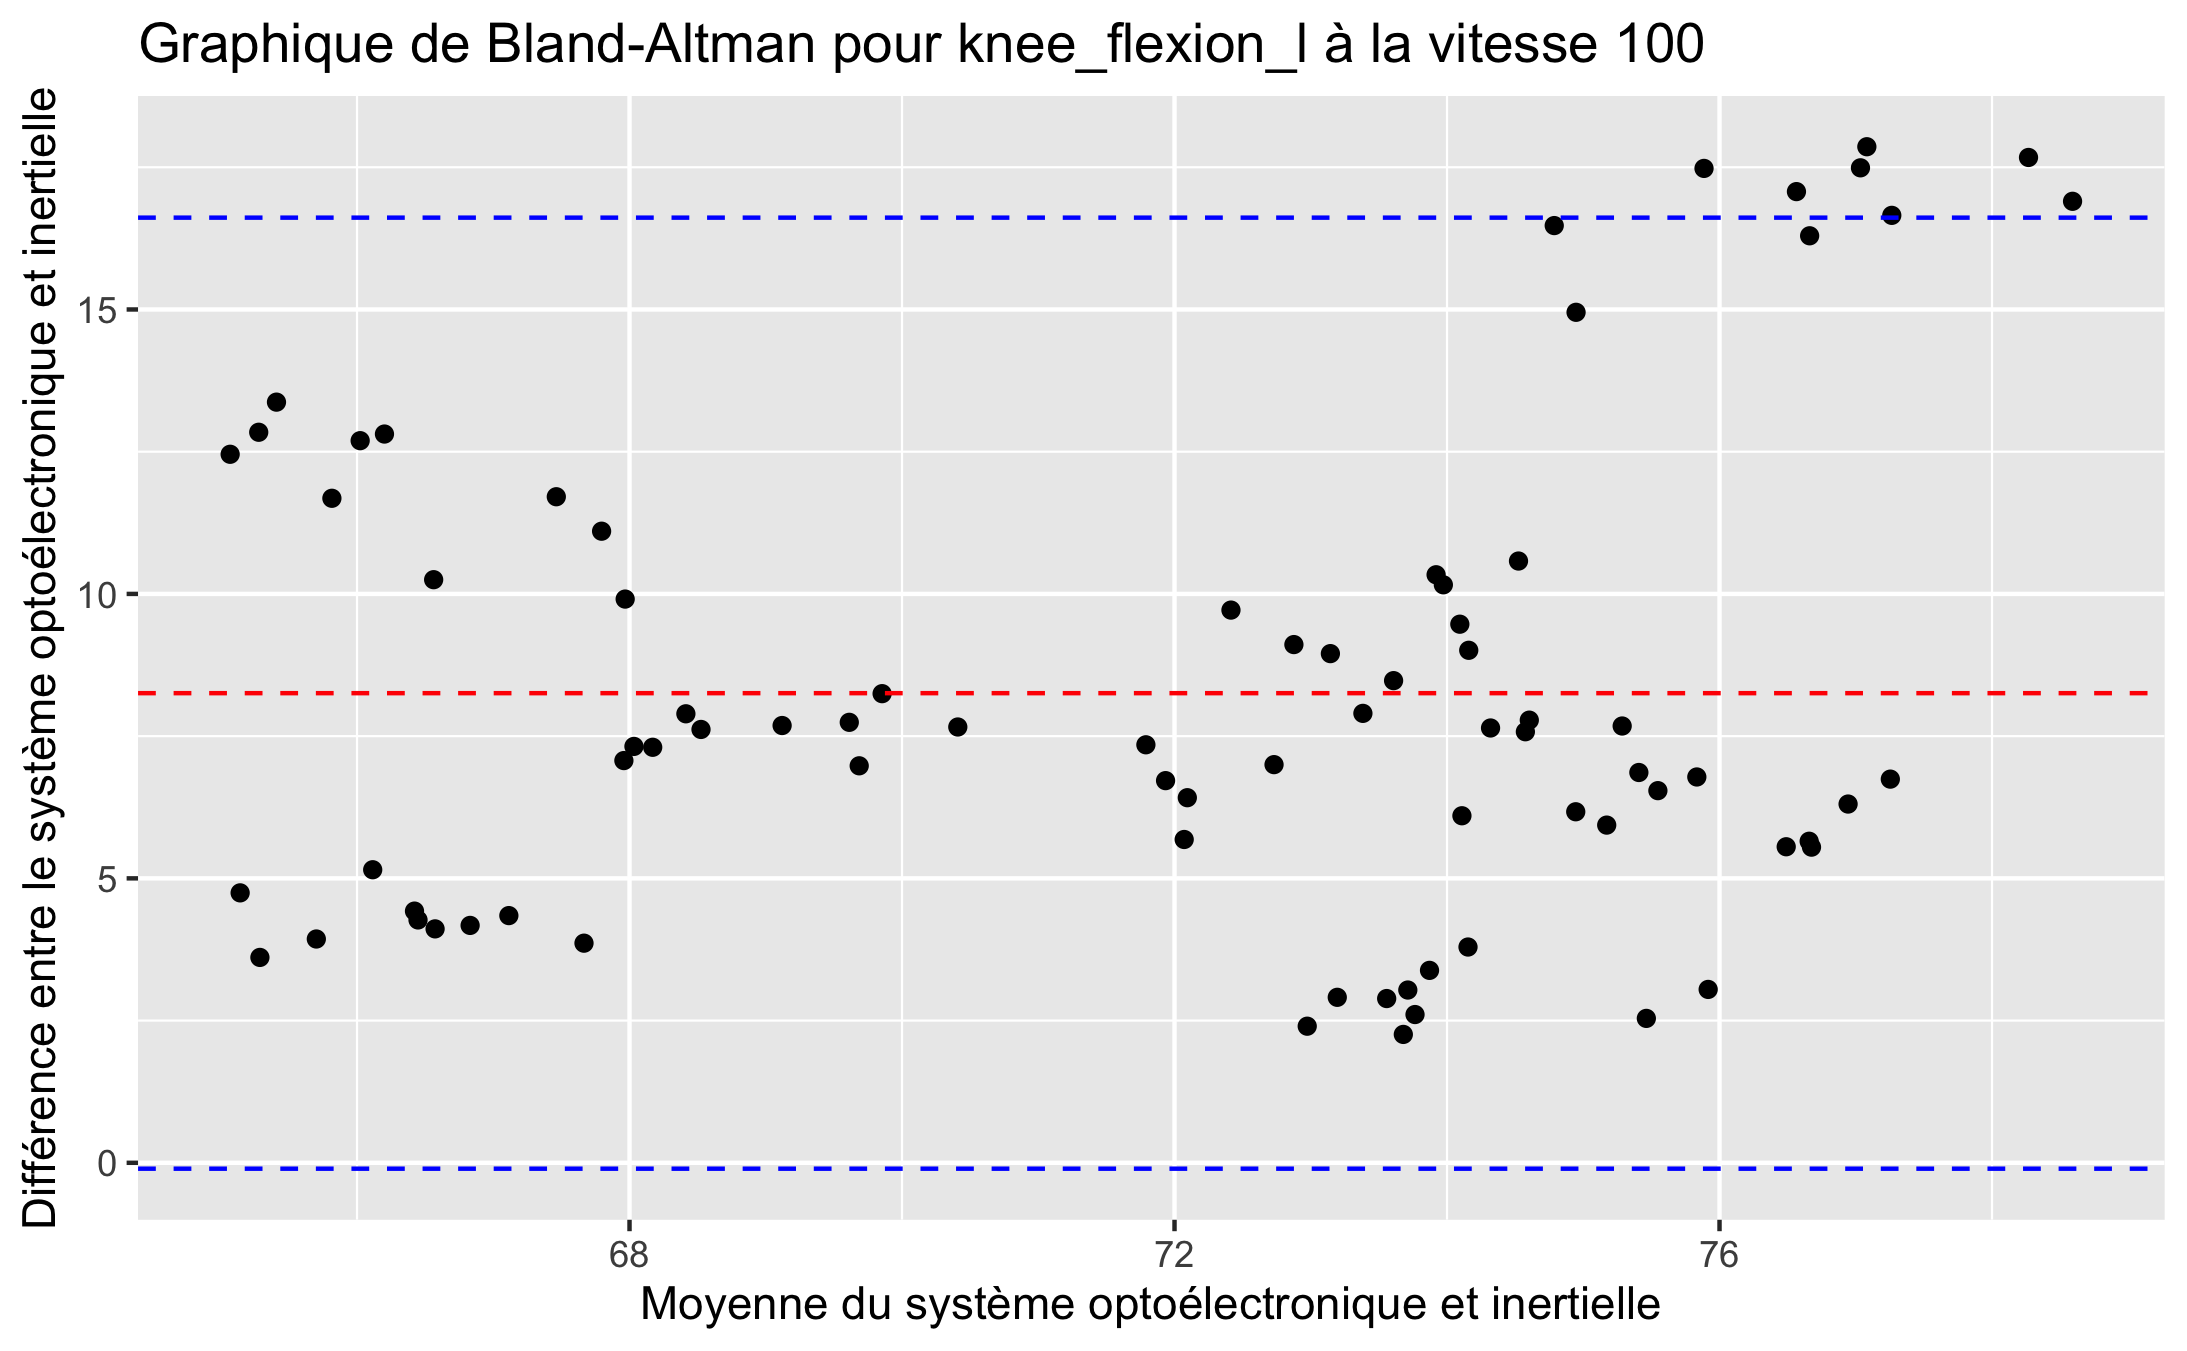 Graphique de Bland-Altman pour knee_flexion_l à la vitesse 100
Différence entre le système optoélectronique et inertielle
15
10
5
0
68
72
76
Moyenne du système optoélectronique et inertielle